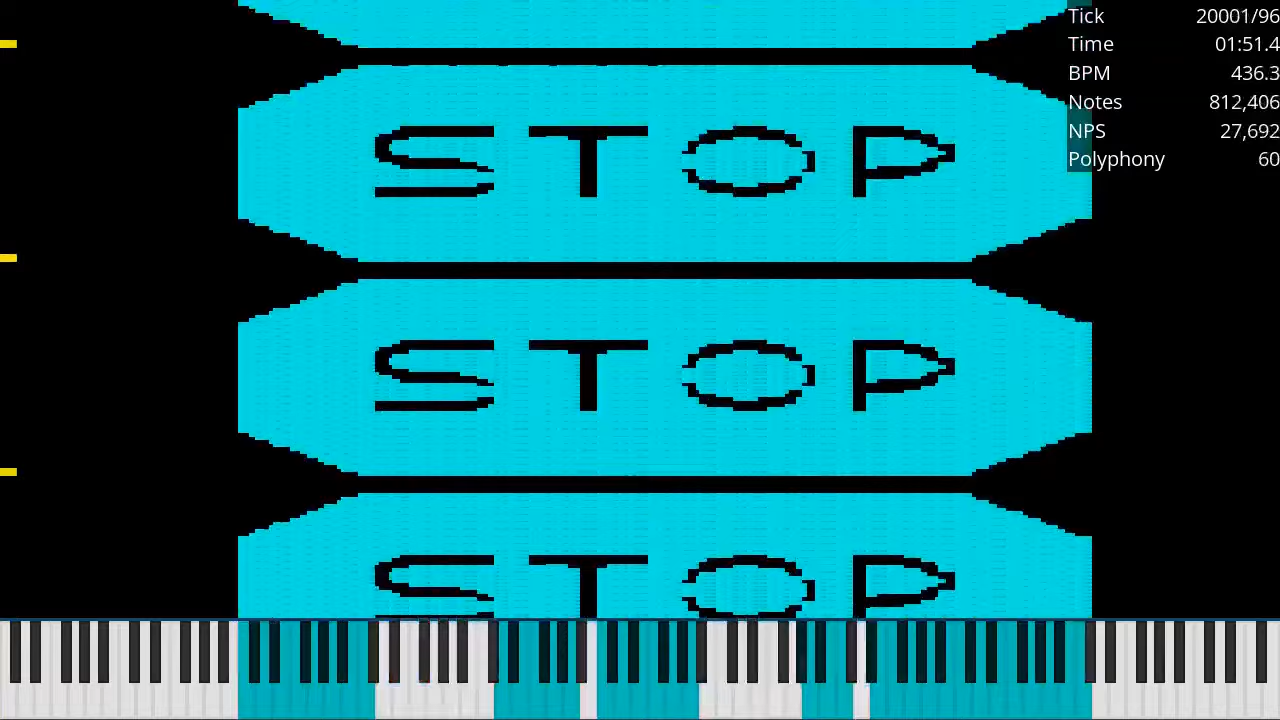 Tick 20001/96
Time 01:51.4
BPM 436.3
Notes 812,406
NPS 27,692
Polyphony 60
STOP
STOP
STOP